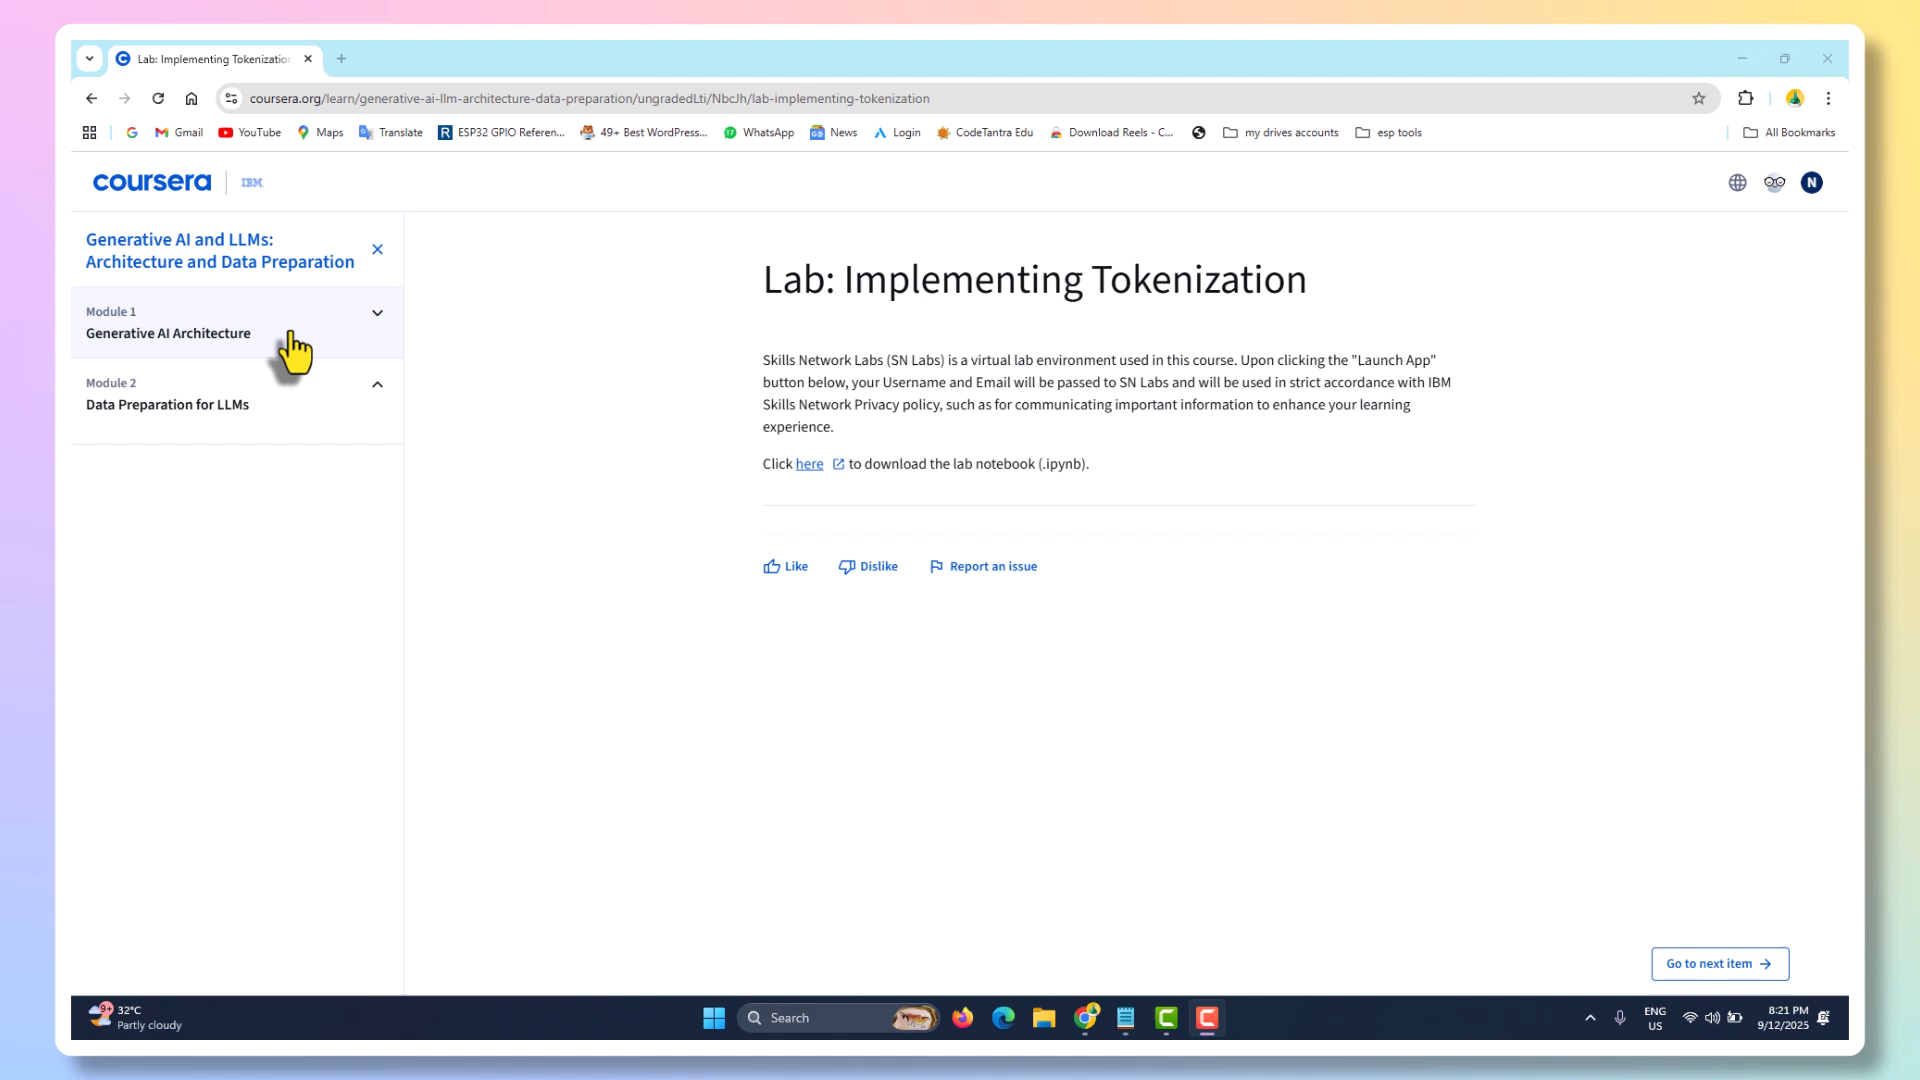 Lab: Implementing Tokenization
coursera.org/learn/generative-ai-llm-architecture-data-preparation/ungradedLti/NbcJh/lab-implementing-tokenization
Gmail
YouTube
Maps
Translate
ESP32 GPIO Referen...
49+ Best WordPress...
WhatsApp
News
Login
CodeTantra Edu
Download Reels - C...
my drives accounts
esp tools
All Bookmarks
coursera
IBM
N
Generative AI and LLMs:
Architecture and Data Preparation
Module 1
Generative AI Architecture
Module 2
Data Preparation for LLMs
Lab: Implementing Tokenization
Skills Network Labs (SN Labs) is a virtual lab environment used in this course. Upon clicking the "Launch App"
button below, your Username and Email will be passed to SN Labs and will be used in strict accordance with IBM
Skills Network Privacy policy, such as for communicating important information to enhance your learning
experience.
Click here to download the lab notebook (.ipynb).
Like
Dislike
Report an issue
Go to next item
9+
32°C
Partly cloudy
Search
ENG
US
8:21 PM
9/12/2025